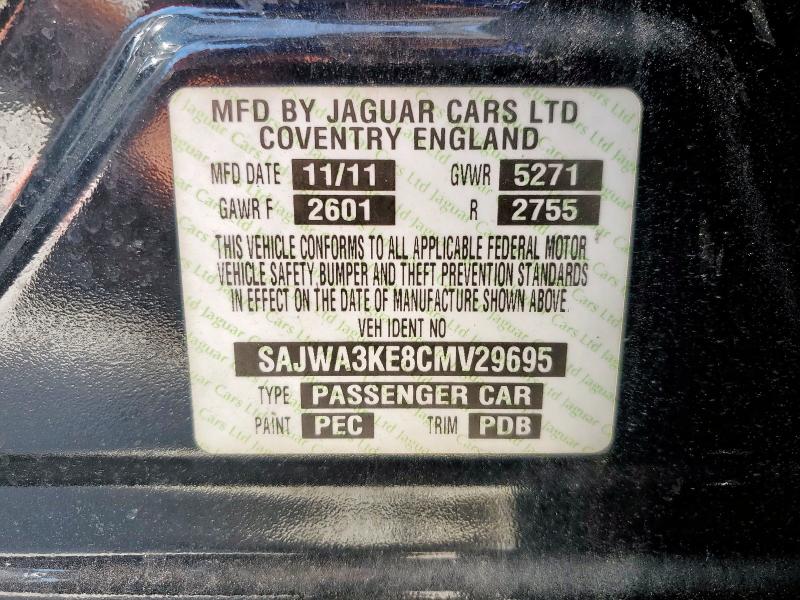 MFD BY JAGUAR CARS LTD
COVENTRY ENGLAND
MFD DATE 11/11 GVWR 5271
GAWR F 2601 R 2755
THIS VEHICLE CONFORMS TO ALL APPLICABLE FEDERAL MOTOR
VEHICLE SAFETY, BUMPER AND THEFT PREVENTION STANDARDS
IN EFFECT ON THE DATE OF MANUFACTURE SHOWN ABOVE.
VEH IDENT NO
SAJWA3KE8CMV29695
TYPE PASSENGER CAR
PAINT PEC TRIM PDB